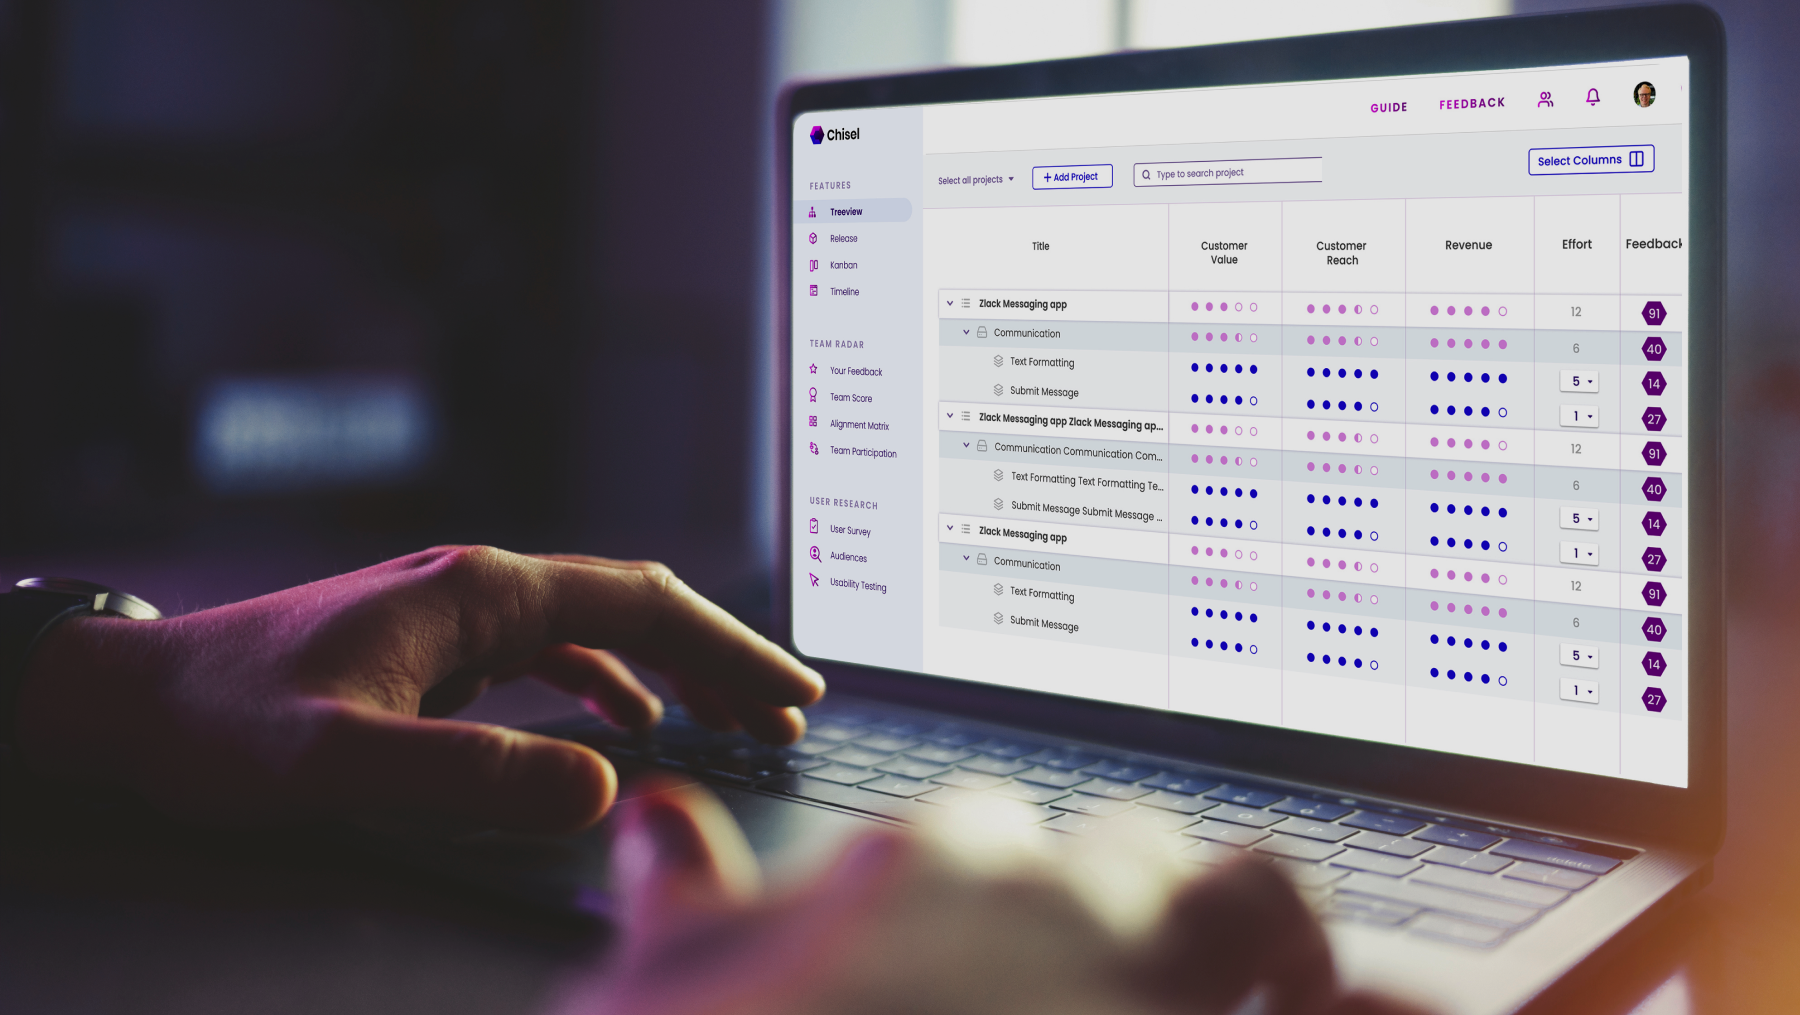 Chisel
GUIDE FEEDBACK
Select all projects + Add Project Type to search project Select Columns
FEATURES
Treeview
Release
Kanban
Timeline
TEAM RADAR
Your Feedback
Team Score
Alignment Matrix
Team Participation
USER RESEARCH
User Survey
Audiences
Usability Testing
Title Customer Value Customer Reach Revenue Effort Feedback
Zlack Messaging app 12 91
Communication 6 40
Text Formatting 5 14
Submit Message 1 27
Zlack Messaging app Zlack Messaging ap... 12 91
Communication Communication Com... 6 40
Text Formatting Text Formatting Te... 5 14
Submit Message Submit Message ... 1 27
Zlack Messaging app 12 91
Communication 6 40
Text Formatting 5 14
Submit Message 1 27
delete